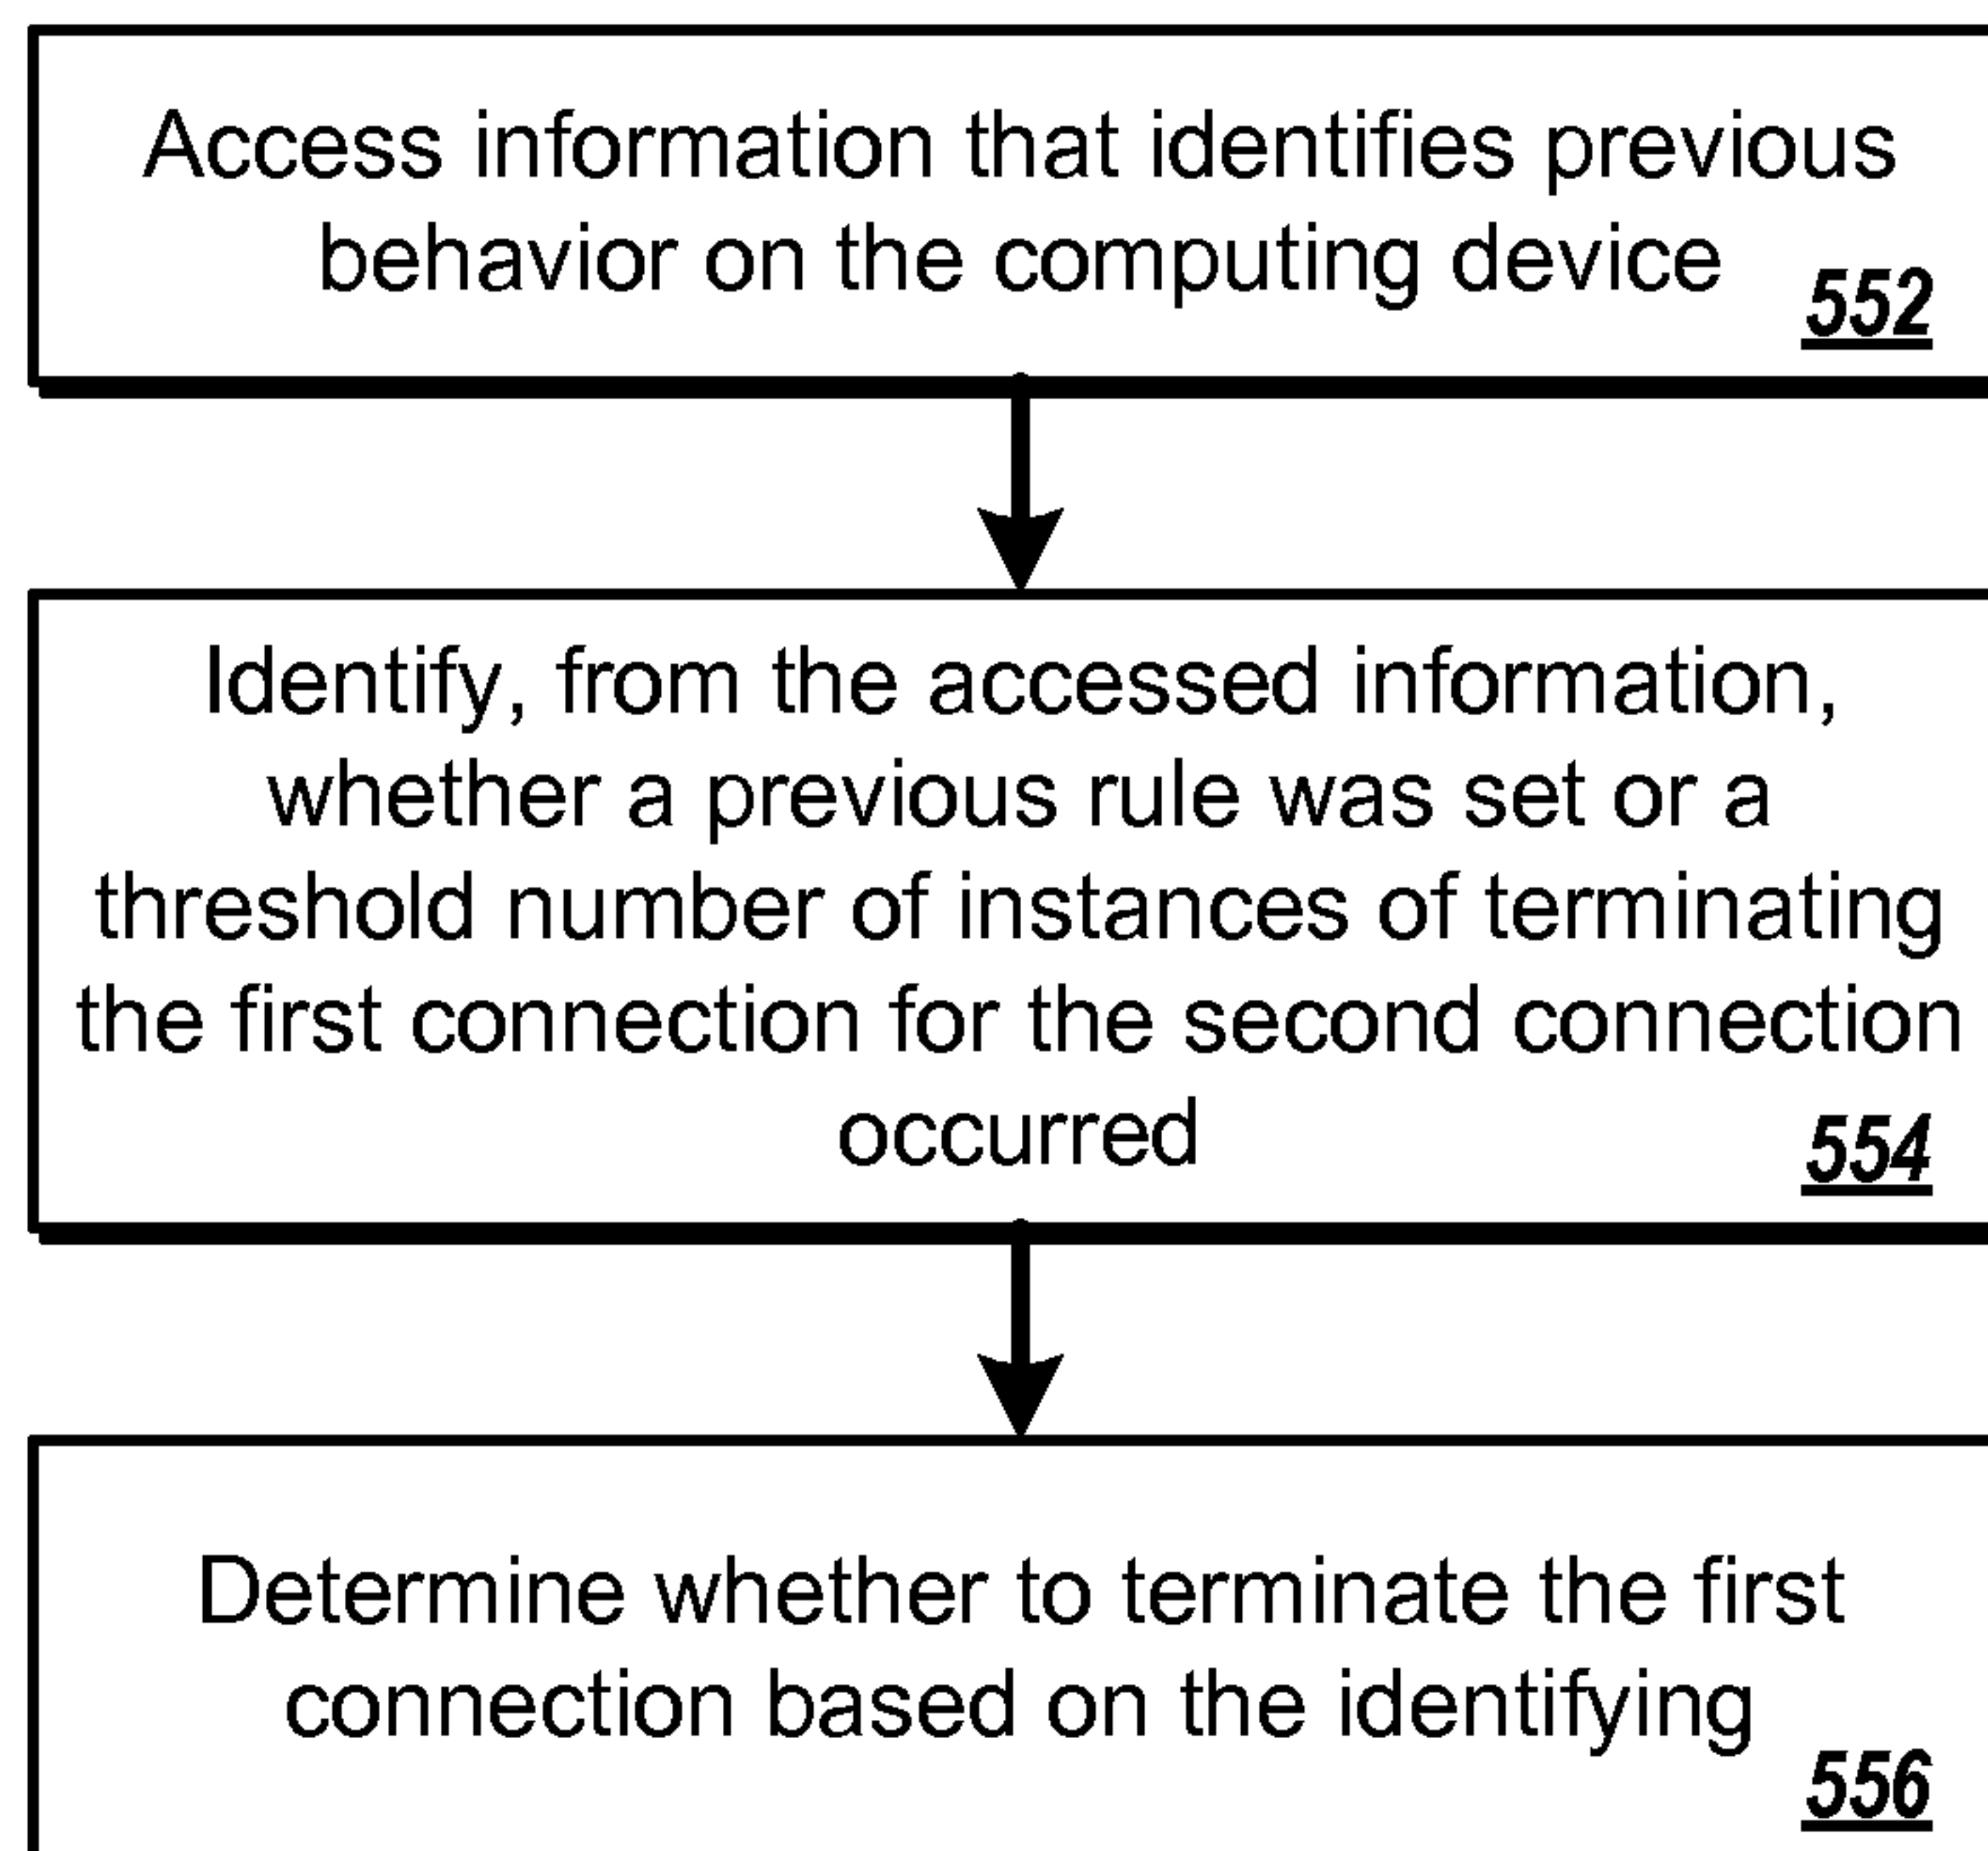 Access information that identifies previous
behavior on the computing device
552
Identify, from the accessed information,
whether a previous rule was set or a
threshold number of instances of terminating
the first connection for the second connection
occurred
554
Determine whether to terminate the first
connection based on the identifying
556